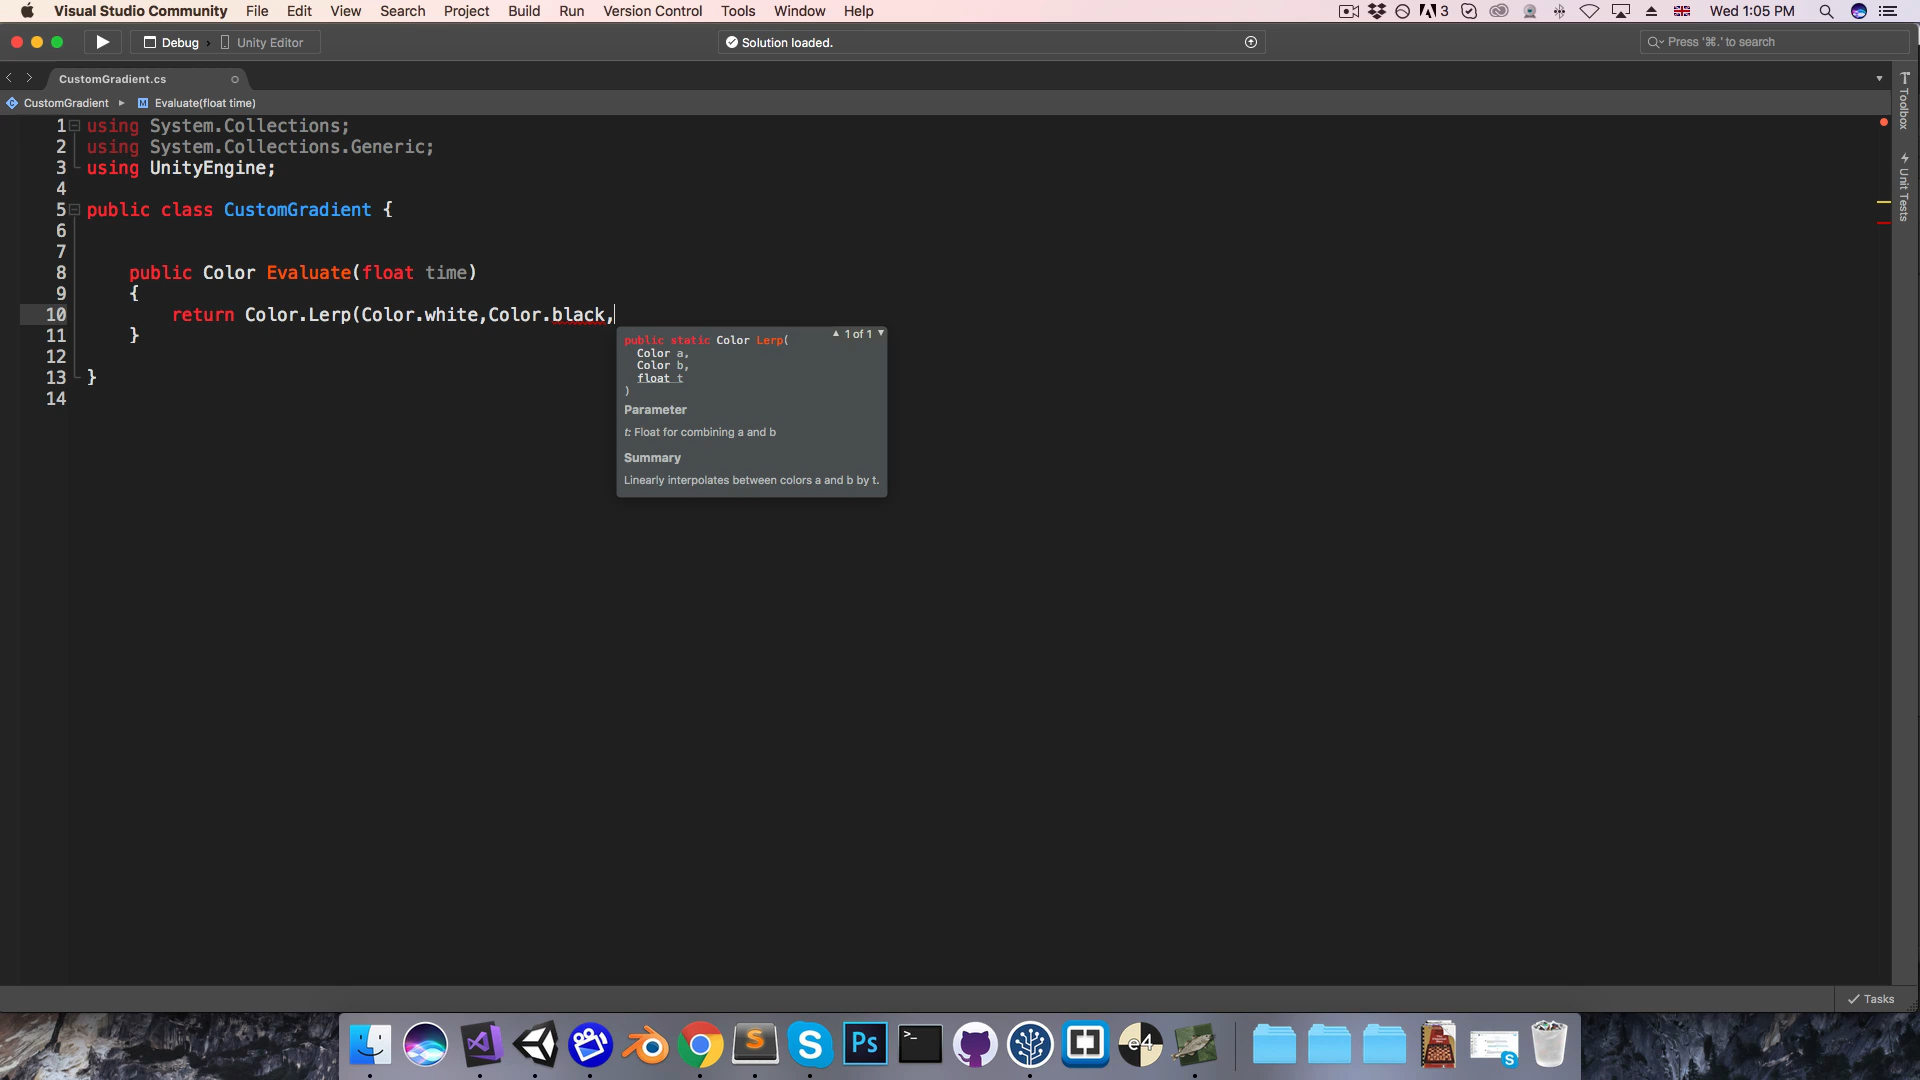 Visual Studio Community File Edit View Search Project Build Run Version Control Tools Window Help 3 Wed 1:05 PM
Debug › Unity Editor Solution loaded. Press '⌘.' to search
CustomGradient.cs
CustomGradient ▸ M Evaluate(float time)
Toolbox
Unit Tests
1 using System.Collections;
2 using System.Collections.Generic;
3 using UnityEngine;
4
5 public class CustomGradient {
6
7
8 public Color Evaluate(float time)
9 {
10 return Color.Lerp(Color.white,Color.black,
11 }
12
13 }
14
▲ 1 of 1 ▼
public static Color Lerp(
Color a,
Color b,
float t
)
Parameter
t: Float for combining a and b
Summary
Linearly interpolates between colors a and b by t.
✓ Tasks
S S Ps >_ e4 S